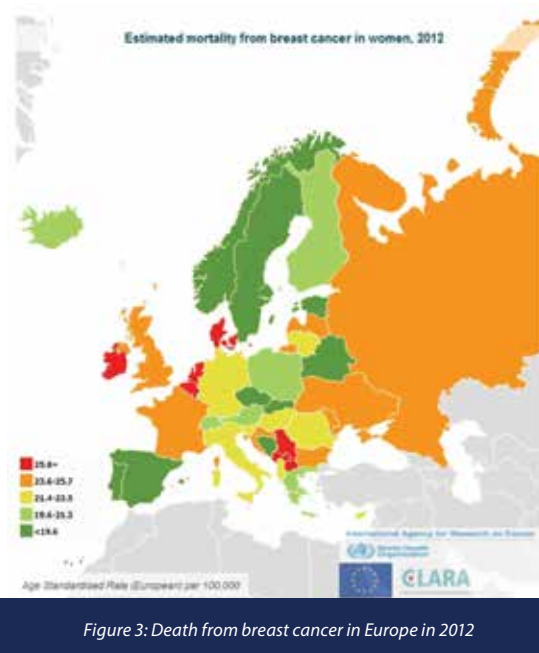 Estimated mortality from breast cancer in women, 2012
25.8+
23.6-25.7
21.4-23.5
19.6-21.3
<19.6
International Agency for Research on Cancer
World Health
Organization
CLARA
Age Standardised Rate (European) per 100,000
Figure 3: Death from breast cancer in Europe in 2012